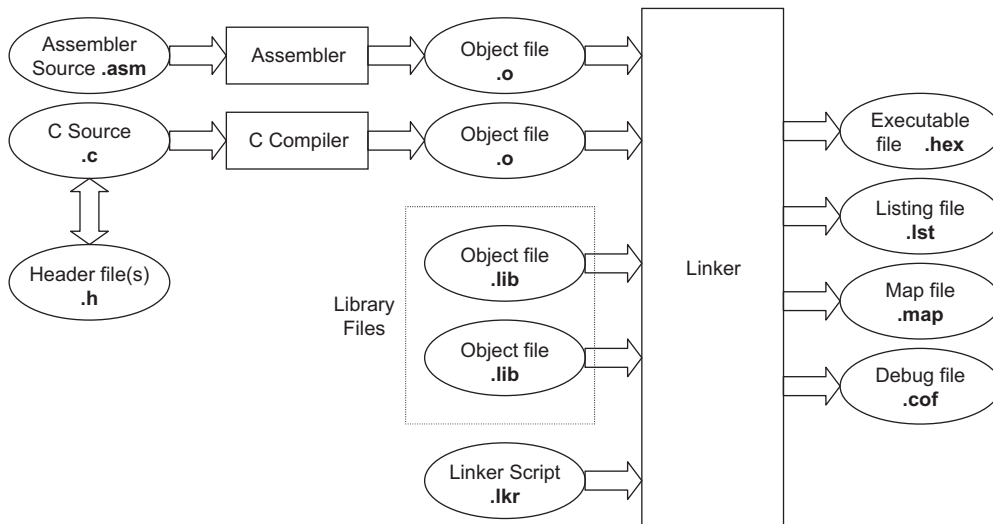 Assembler
Source .asm
Assembler
Object file
.o
C Source
.c
C Compiler
Object file
.o
Header file(s)
.h
Library
Files
Object file
.lib
Object file
.lib
Linker Script
.lkr
Linker
Executable
file .hex
Listing file
.lst
Map file
.map
Debug file
.cof